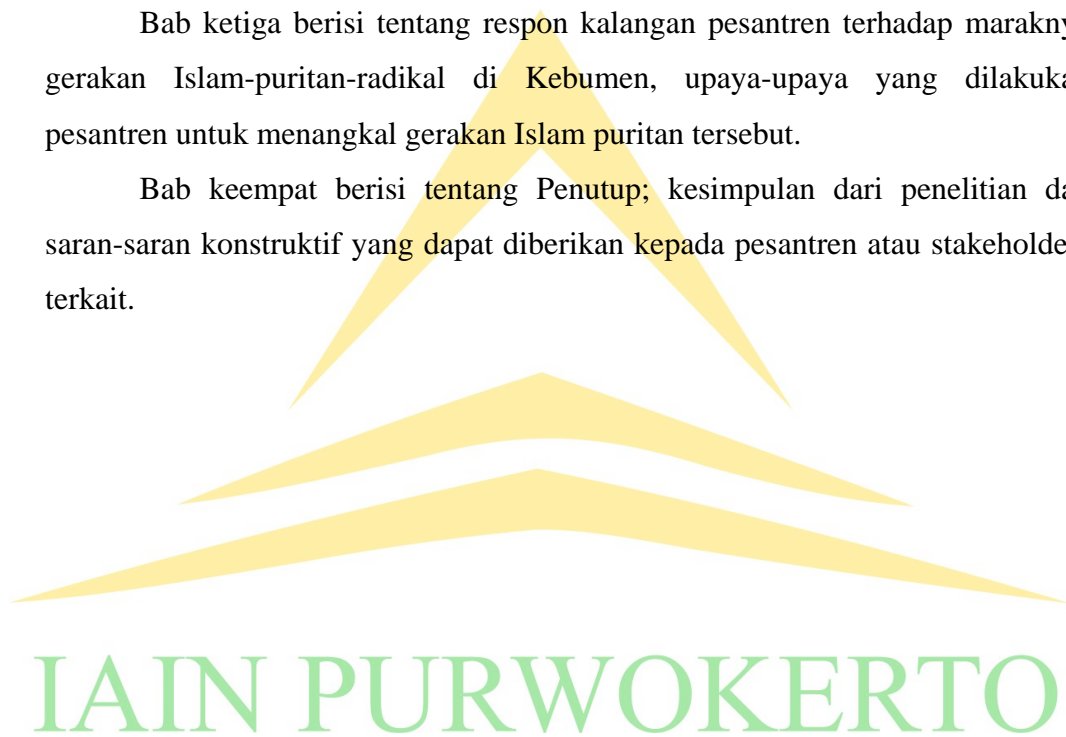 Bab ketiga berisi tentang respon kalangan pesantren terhadap marakny
gerakan Islam-puritan-radikal di Kebumen, upaya-upaya yang dilakuka
pesantren untuk menangkal gerakan Islam puritan tersebut.
Bab keempat berisi tentang Penutup; kesimpulan dari penelitian da
saran-saran konstruktif yang dapat diberikan kepada pesantren atau stakeholde
terkait.
IAIN PURWOKERTO